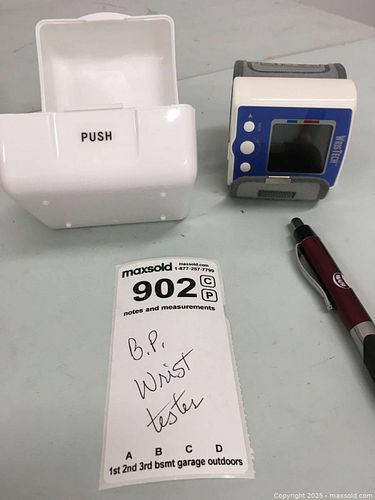 PUSH
WRISTECH
maxsold maxsold.com
1-877-257-7799
902 C
P
notes and measurements
B.P.
Wrist
tester
A B C D
1st 2nd 3rd bsmt garage outdoors
Copyright 2025 - maxsold.com